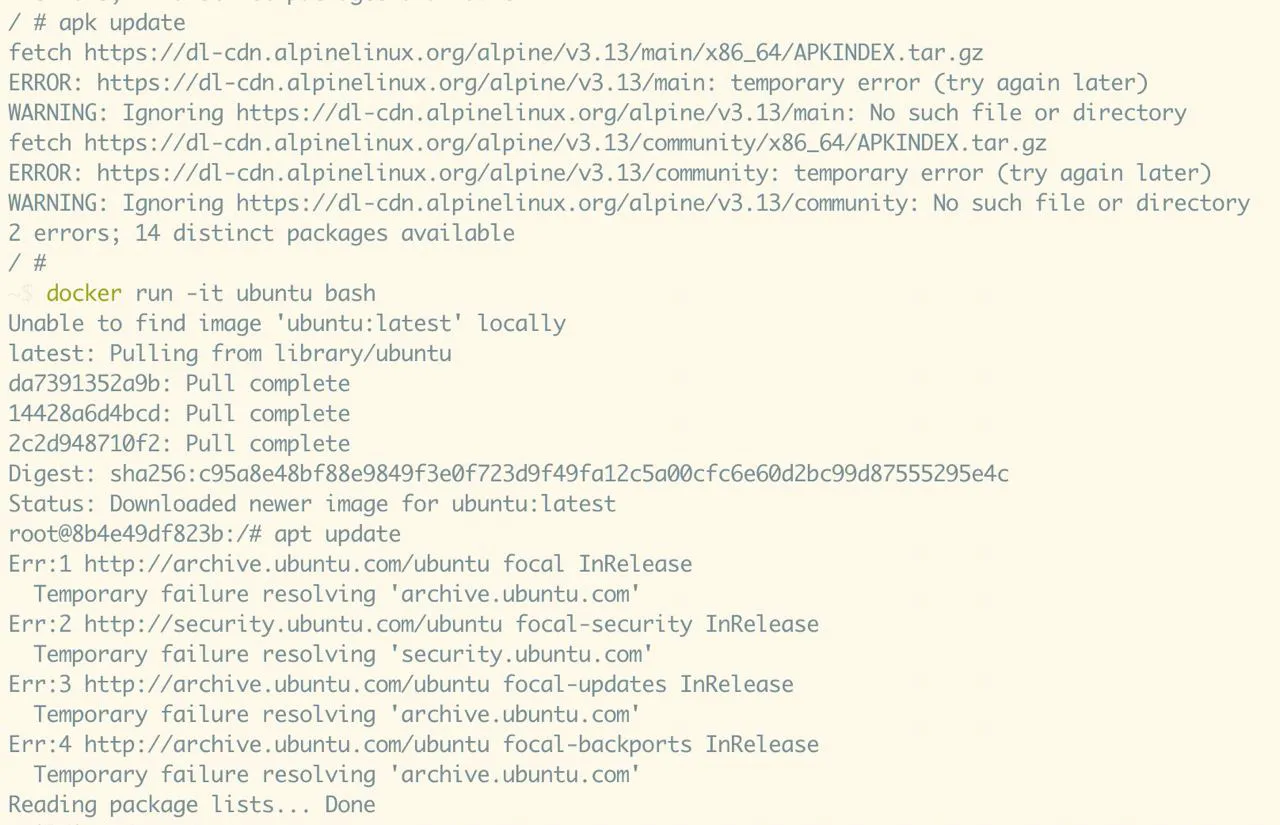 / # apk update
fetch https://dl-cdn.alpinelinux.org/alpine/v3.13/main/x86_64/APKINDEX.tar.gz
ERROR: https://dl-cdn.alpinelinux.org/alpine/v3.13/main: temporary error (try again later)
WARNING: Ignoring https://dl-cdn.alpinelinux.org/alpine/v3.13/main: No such file or directory
fetch https://dl-cdn.alpinelinux.org/alpine/v3.13/community/x86_64/APKINDEX.tar.gz
ERROR: https://dl-cdn.alpinelinux.org/alpine/v3.13/community: temporary error (try again later)
WARNING: Ignoring https://dl-cdn.alpinelinux.org/alpine/v3.13/community: No such file or directory
2 errors; 14 distinct packages available
/ #
~$ docker run -it ubuntu bash
Unable to find image 'ubuntu:latest' locally
latest: Pulling from library/ubuntu
da7391352a9b: Pull complete
14428a6d4bcd: Pull complete
2c2d948710f2: Pull complete
Digest: sha256:c95a8e48bf88e9849f3e0f723d9f49fa12c5a00cfc6e60d2bc99d87555295e4c
Status: Downloaded newer image for ubuntu:latest
root@8b4e49df823b:/# apt update
Err:1 http://archive.ubuntu.com/ubuntu focal InRelease
  Temporary failure resolving 'archive.ubuntu.com'
Err:2 http://security.ubuntu.com/ubuntu focal-security InRelease
  Temporary failure resolving 'security.ubuntu.com'
Err:3 http://archive.ubuntu.com/ubuntu focal-updates InRelease
  Temporary failure resolving 'archive.ubuntu.com'
Err:4 http://archive.ubuntu.com/ubuntu focal-backports InRelease
  Temporary failure resolving 'archive.ubuntu.com'
Reading package lists... Done